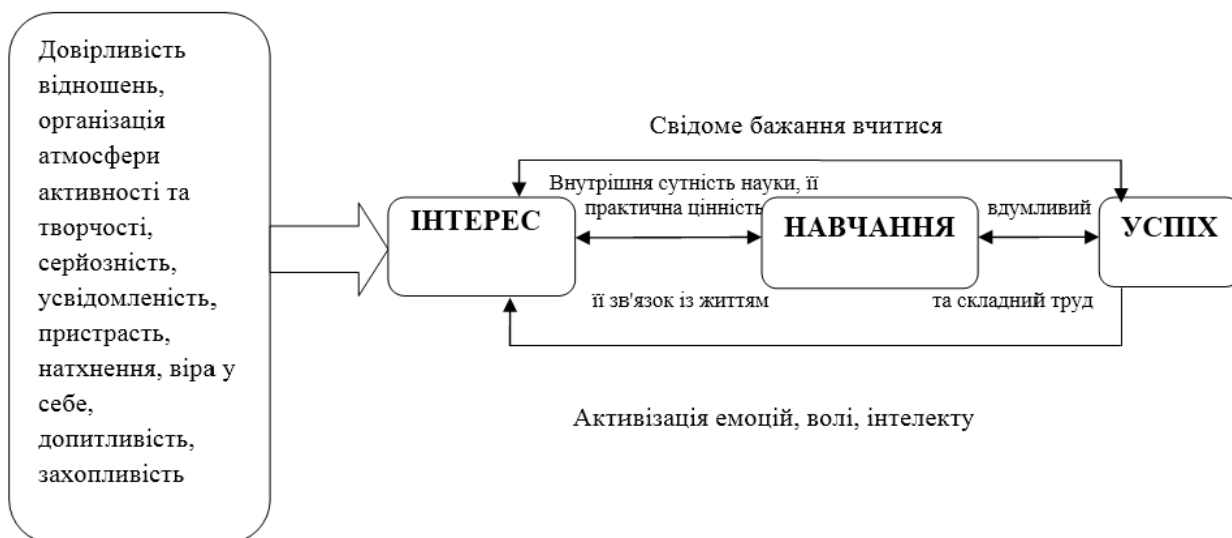 Довірливість
відношень,
організація
атмосфери
активності та
творчості,
серйозність,
усвідомленість,
пристрасть,
натхнення, віра у
себе,
допитливість,
захопливість
Свідоме бажання вчитися
Внутрішня сутність науки, її
практична цінність
ІНТЕРЕС
НАВЧАННЯ
вдумливий
УСПІХ
її зв'язок із життям
та складний труд
Активізація емоцій, волі, інтелекту